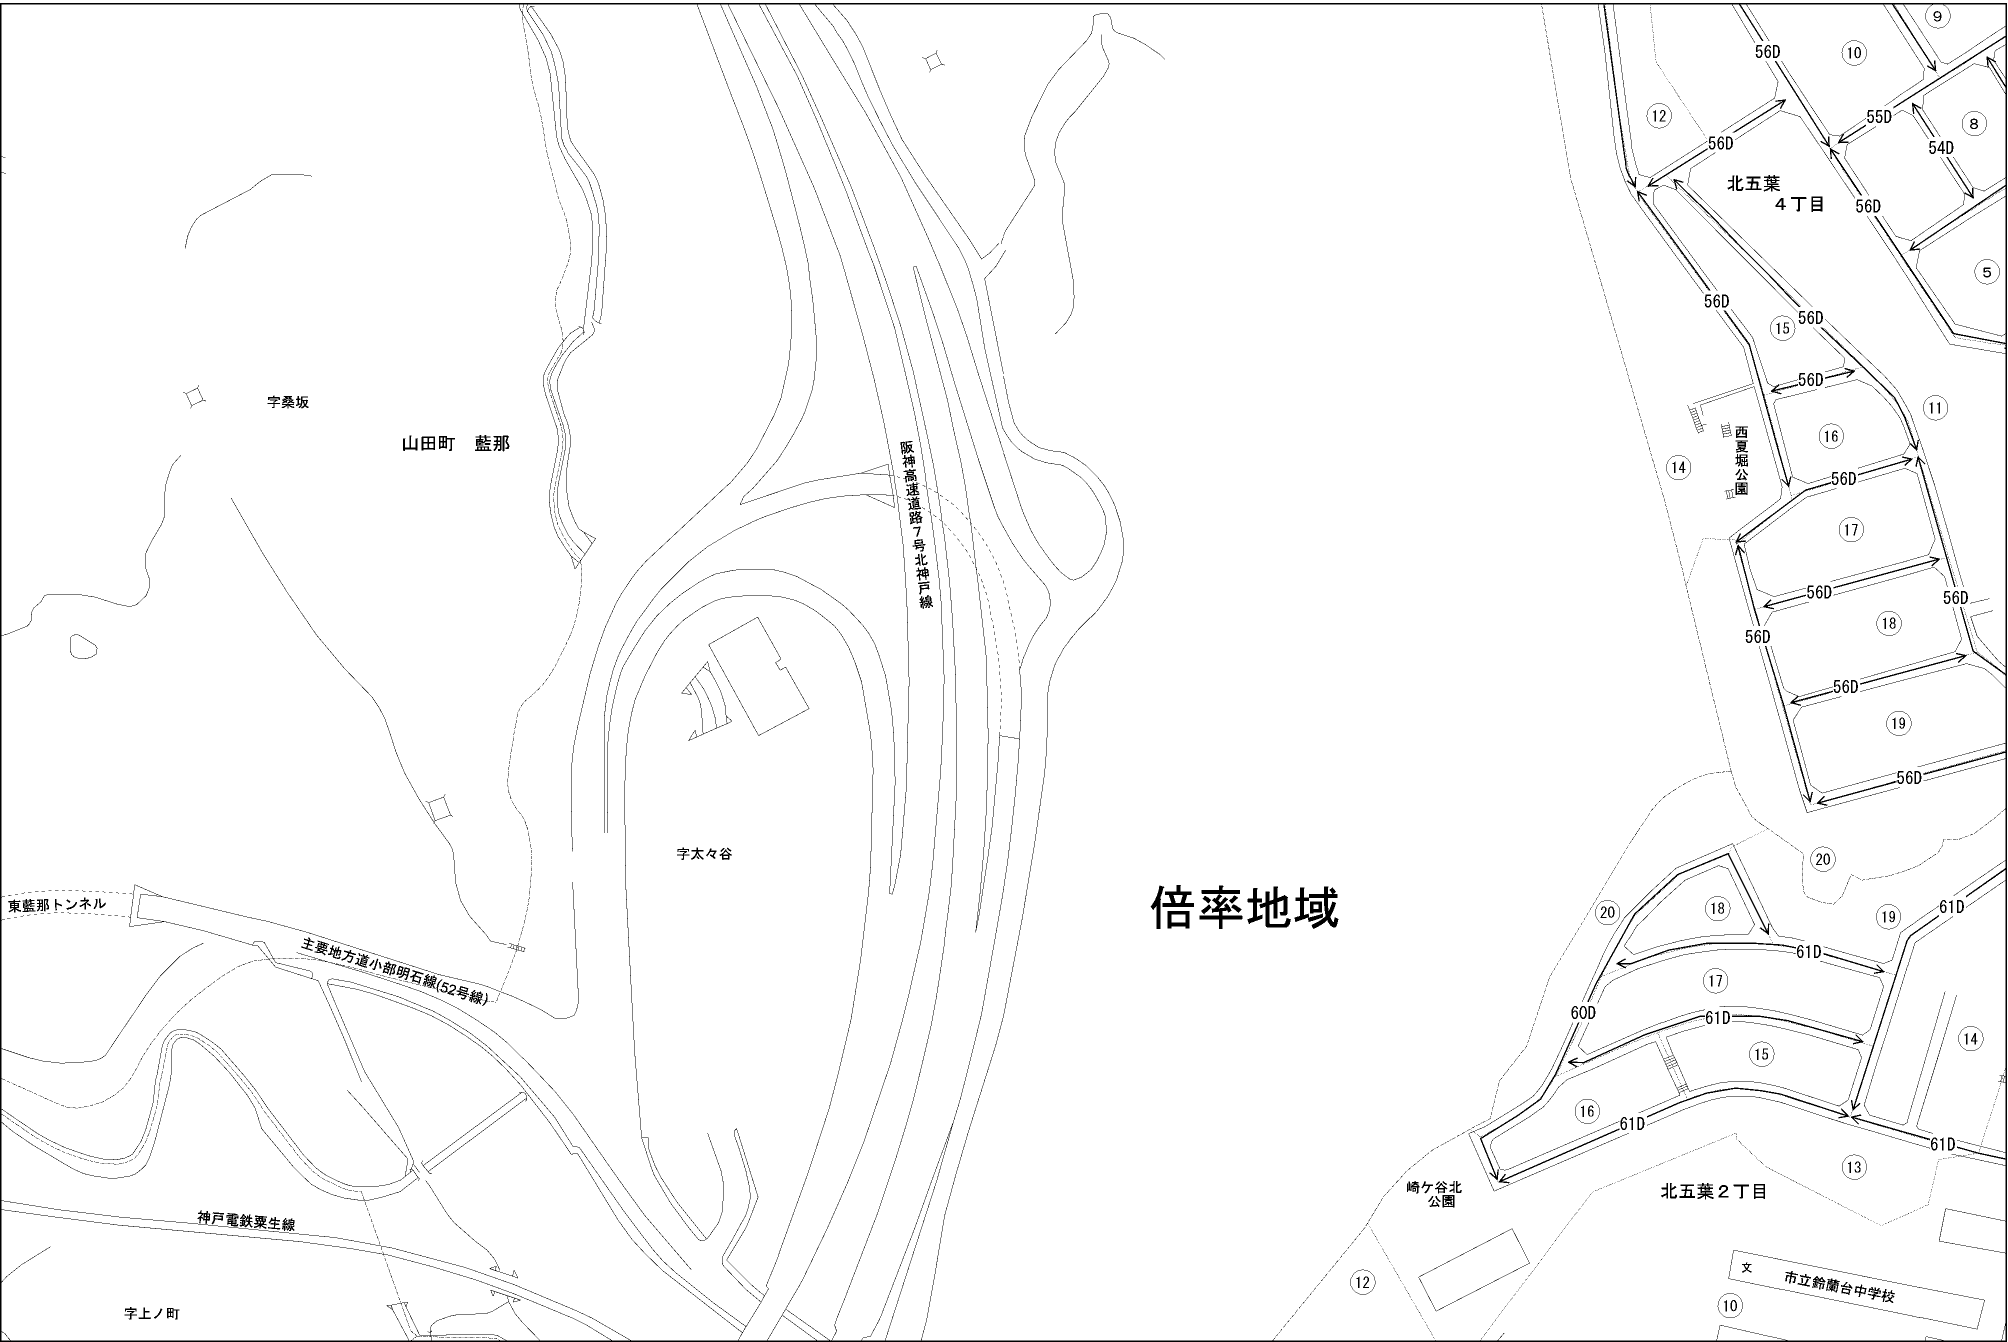 9
10
56D
12
55D
8
56D
54D
北五葉
4丁目
56D
5
56D
15
56D
56D
字桑坂
11
山田町　藍那
16
西夏堀公園
14
56D
阪神高速道路7号北神戸線
17
56D
56D
18
56D
56D
19
56D
字太々谷
20
倍率地域
東藍那トンネル
18
20
19
61D
主要地方道小部明石線(52号線)
61D
17
60D
61D
14
15
16
61D
61D
13
崎ケ谷北
公園
北五葉2丁目
神戸電鉄粟生線
12
文
市立鈴蘭台中学校
字上ノ町
10